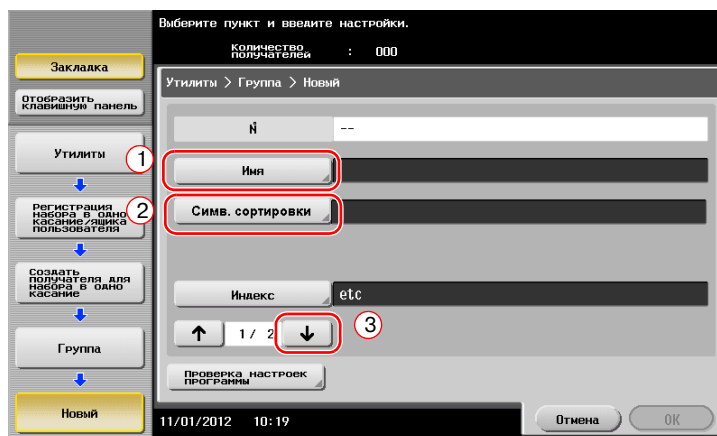 Выберите пункт и введите настройки.
Количество
получателей : 000
Закладка
Отобразить
клавишную панель
Утилиты
Регистрация
набора в одно
касание/ящика
пользователя
Создать
получателя для
набора в одно
касание
Группа
Новый
Утилиты > Группа > Новый
N --
1
Имя
2
Симв. сортировки
Индекс etc
↑ 1/ 2 ↓
3
Проверка настроек
программы
11/01/2012 10:19
Отмена
OK